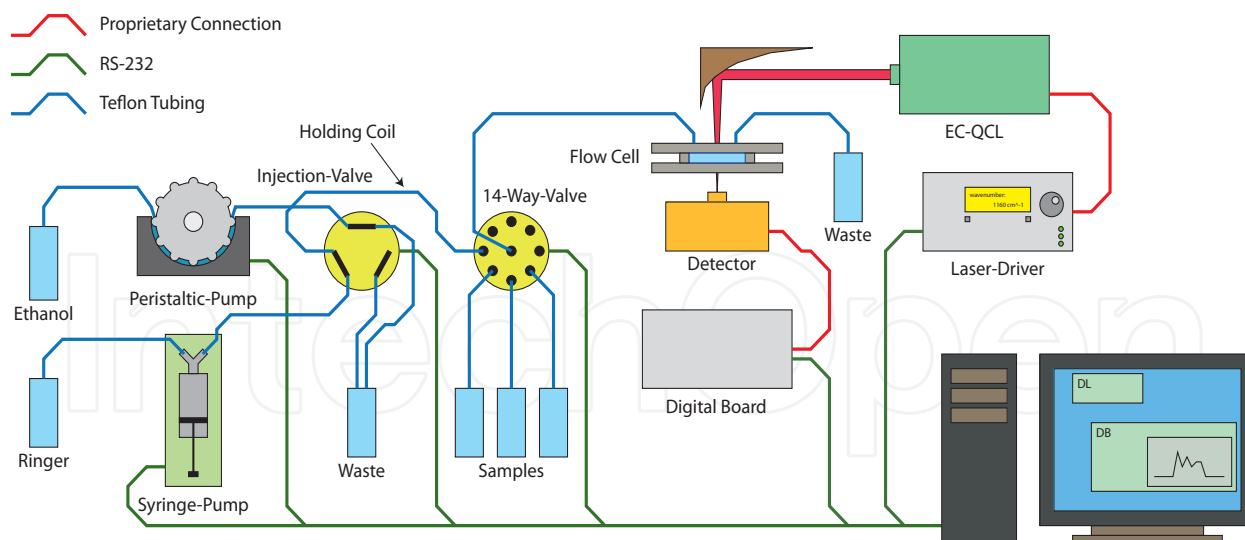 Proprietary Connection
RS-232
Teflon Tubing
Holding Coil
Injection-Valve
14-Way-Valve
Flow Cell
EC-QCL
wavenumber:
1160 cm^-1
Waste
Detector
Laser-Driver
Peristaltic-Pump
Ethanol
Digital Board
DL
DB
Ringer
Waste
Samples
Syringe-Pump
IntechOpen